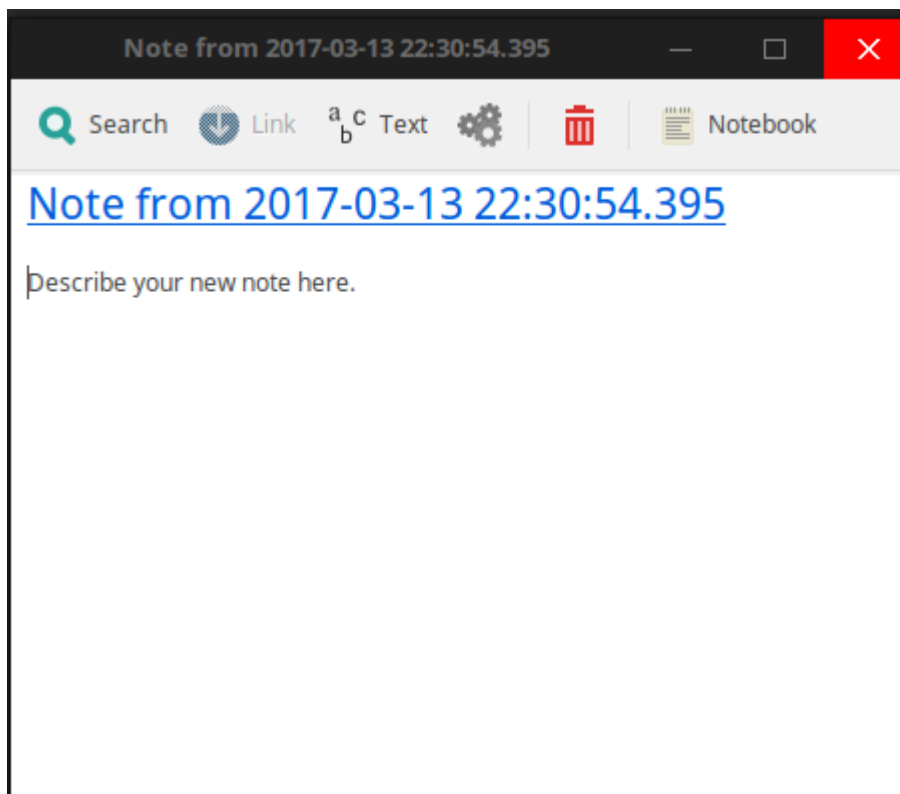 Note from 2017-03-13 22:30:54.395
Search Link abc Text Notebook
Note from 2017-03-13 22:30:54.395
Describe your new note here.